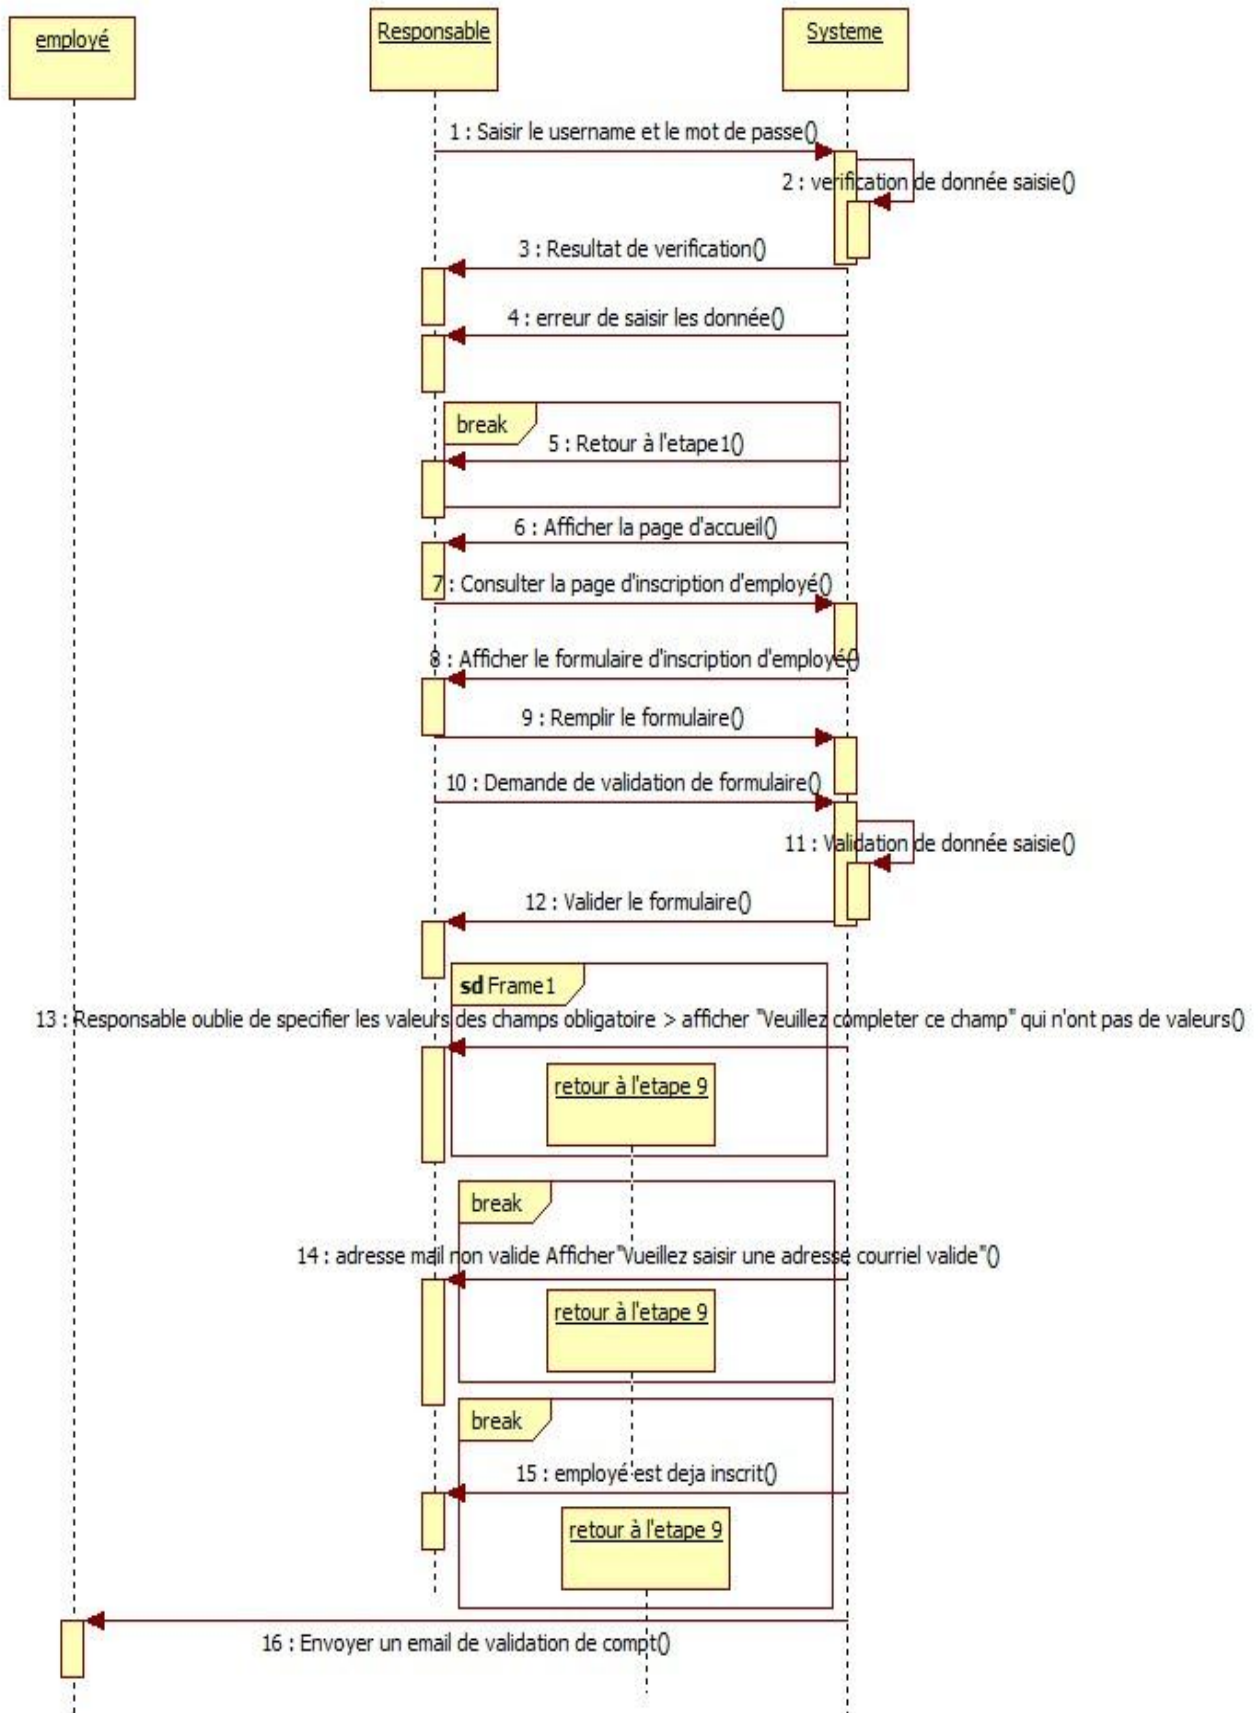 employé
Responsable
Systeme
1 : Saisir le username et le mot de passe()
2 : verification de donnée saisie()
3 : Resultat de verification()
4 : erreur de saisir les donnée()
break
5 : Retour à l'etape1()
6 : Afficher la page d'accueil()
7 : Consulter la page d'inscription d'employé()
8 : Afficher le formulaire d'inscription d'employé()
9 : Remplir le formulaire()
10 : Demande de validation de formulaire()
11 : Validation de donnée saisie()
12 : Valider le formulaire()
sd Frame1
13 : Responsable oublie de specifier les valeurs des champs obligatoire > afficher "Veuillez completer ce champ" qui n'ont pas de valeurs()
retour à l'etape 9
break
14 : adresse mail non valide Afficher"Vueillez saisir une adresse courriel valide"()
retour à l'etape 9
break
15 : employé est deja inscrit()
retour à l'etape 9
16 : Envoyer un email de validation de compt()